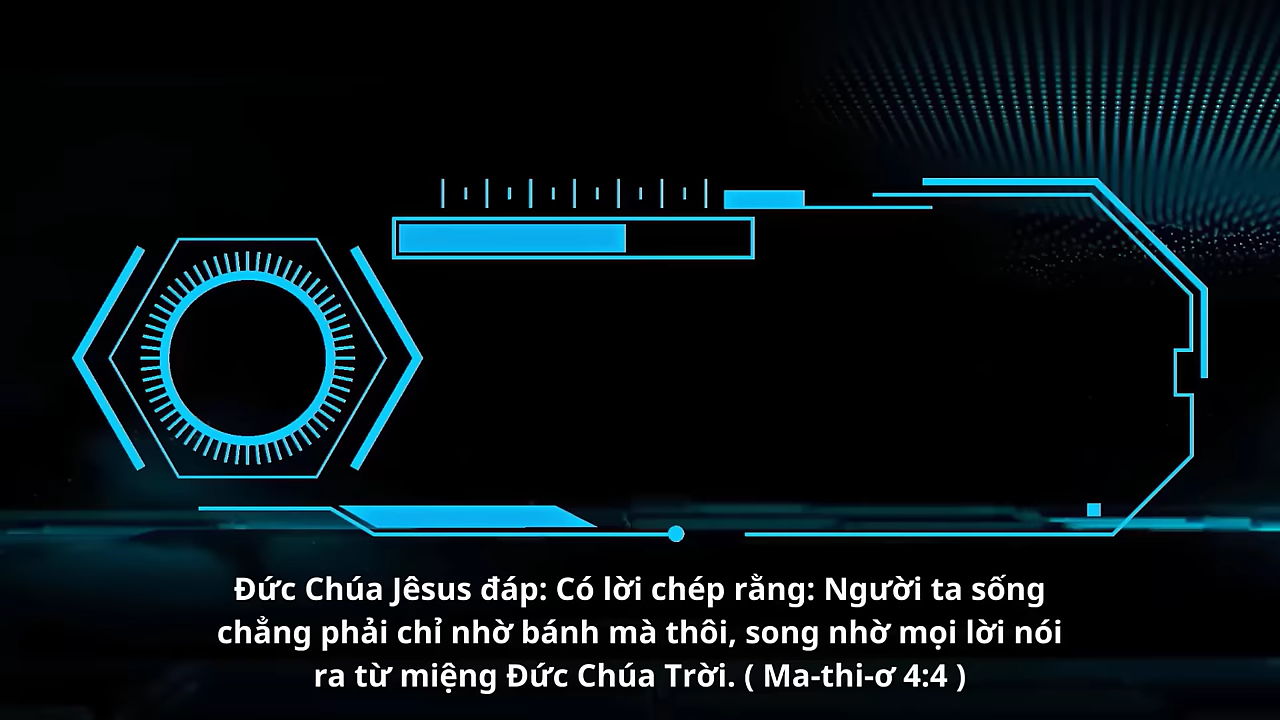 Đức Chúa Jêsus đáp: Có lời chép rằng: Người ta sống
chẳng phải chỉ nhờ bánh mà thôi, song nhờ mọi lời nói
ra từ miệng Đức Chúa Trời. ( Ma-thi-ơ 4:4 )